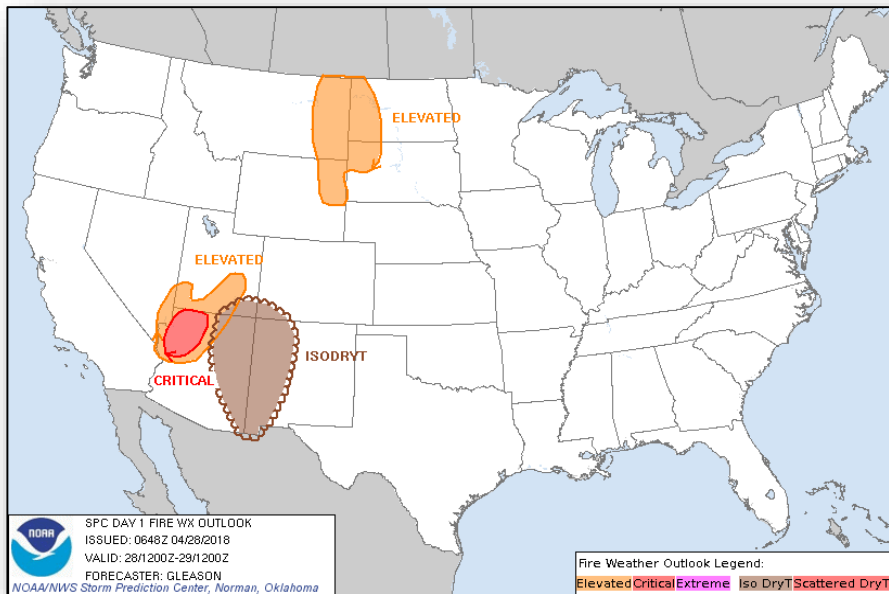 ELEVATED
ELEVATED
ISODRYT
CRITICAL
NOAA
SPC DAY 1 FIRE WX OUTLOOK
ISSUED: 0648Z 04/28/2018
VALID: 28/1200Z-29/1200Z
FORECASTER: GLEASON
NOAA/NWS Storm Prediction Center, Norman, Oklahoma
Fire Weather Outlook Legend:
Elevated Critical Extreme Iso DryT Scattered DryT